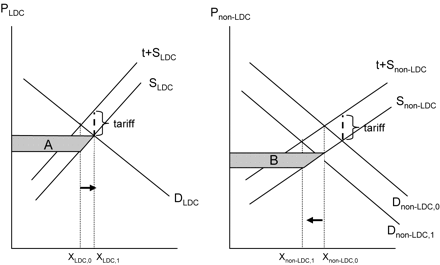 P_LDC
t+S_LDC
S_LDC
tariff
A
D_LDC
X_LDC,0
X_LDC,1
P_non-LDC
t+S_non-LDC
S_non-LDC
tariff
B
D_non-LDC,0
D_non-LDC,1
X_non-LDC,1
X_non-LDC,0